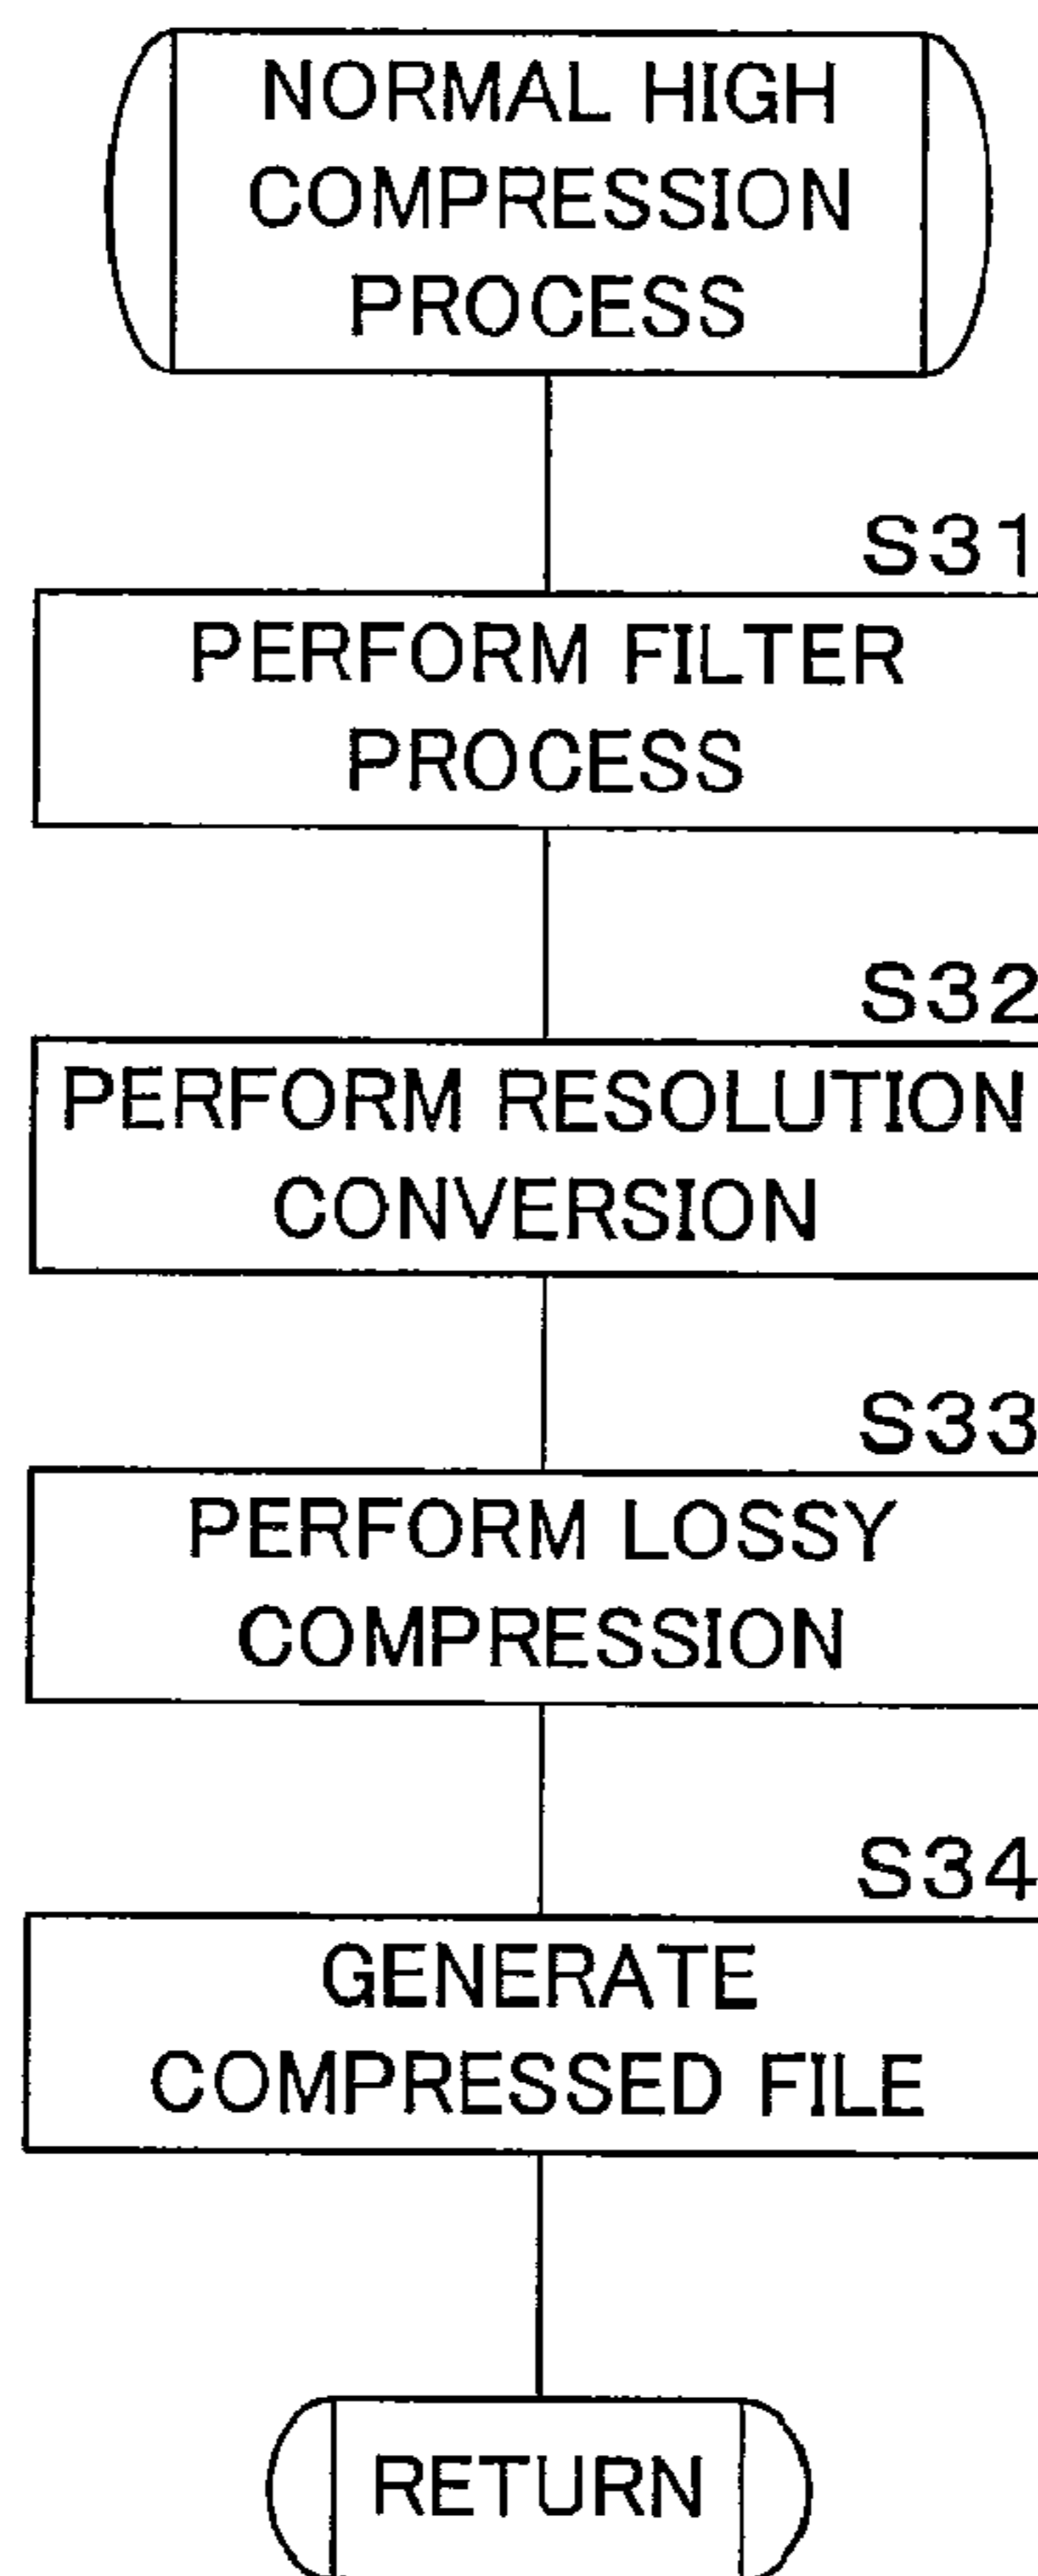 NORMAL HIGH
COMPRESSION
PROCESS
S31
PERFORM FILTER
PROCESS
S32
PERFORM RESOLUTION
CONVERSION
S33
PERFORM LOSSY
COMPRESSION
S34
GENERATE
COMPRESSED FILE
RETURN